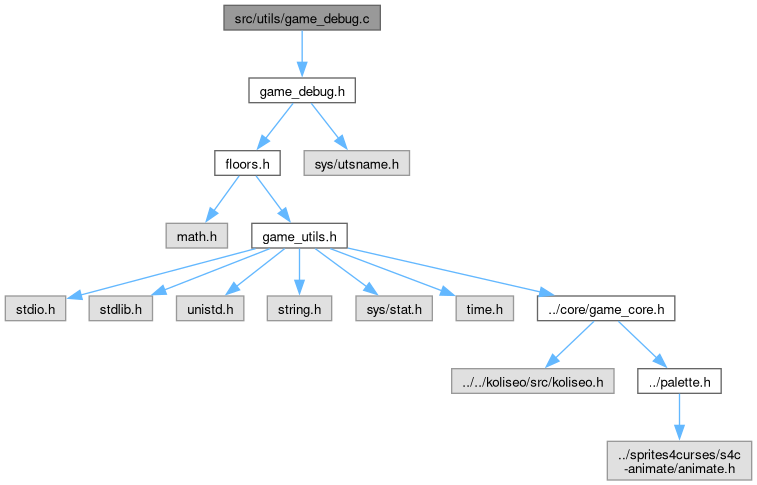 src/utils/game_debug.c
game_debug.h
floors.h
sys/utsname.h
math.h
game_utils.h
stdio.h
stdlib.h
unistd.h
string.h
sys/stat.h
time.h
../core/game_core.h
../../koliseo/src/koliseo.h
../palette.h
../sprites4curses/s4c
-animate/animate.h